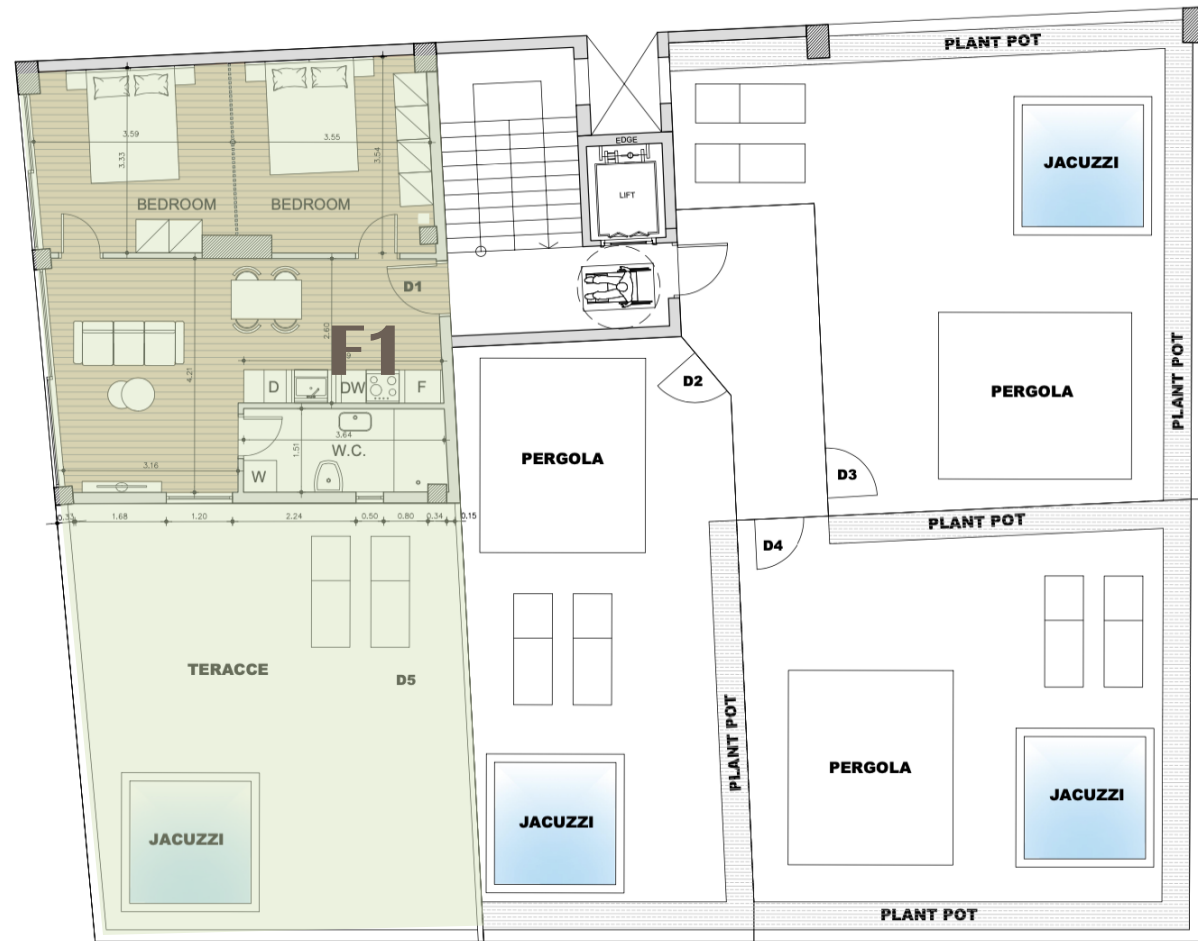 PLANT POT
EDGE
LIFT
JACUZZI
3.59
3.55
3.33
3.54
BEDROOM
BEDROOM
D1
2.60
F1
4.21
D
DW
F
D2
PERGOLA
PERGOLA
PLANT POT
3.64
1.51
W.C.
W
3.16
D3
0.33
1.68
1.20
2.24
0.50
0.80
0.34
0.15
PLANT POT
D4
TERACCE
D5
PLANT POT
PERGOLA
JACUZZI
JACUZZI
JACUZZI
PLANT POT